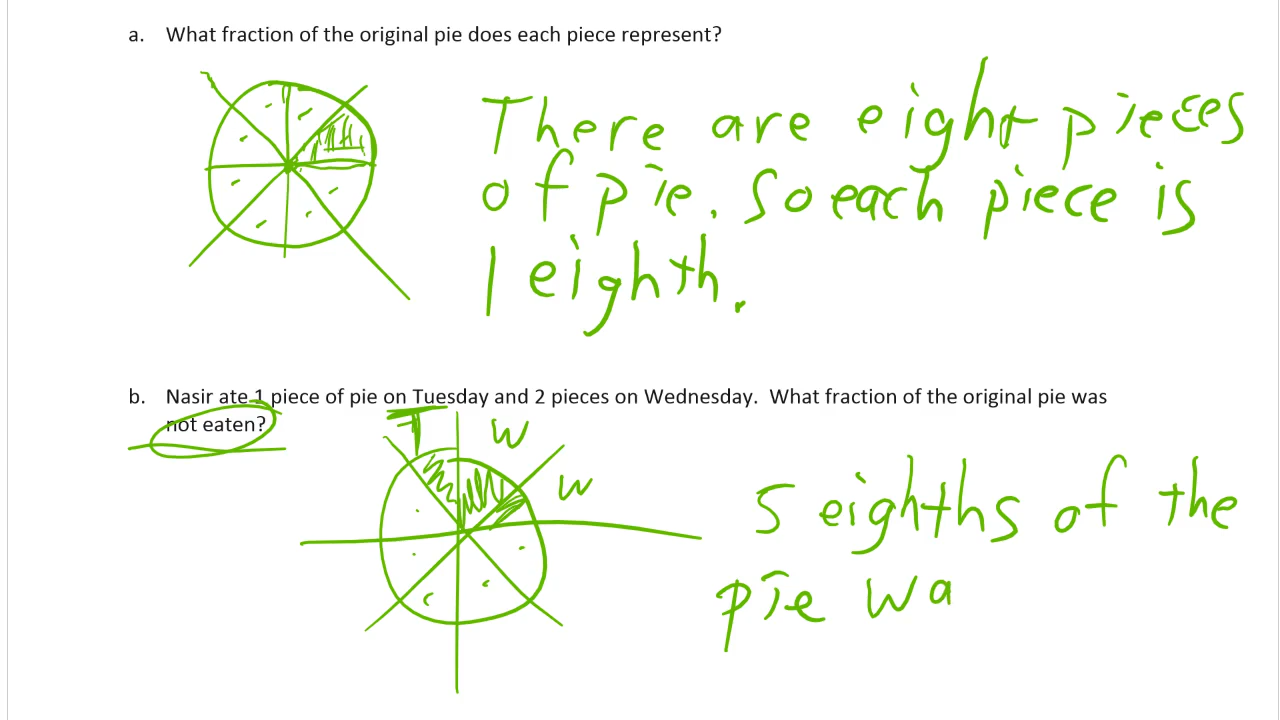 a. What fraction of the original pie does each piece represent?
There are eight pieces
of pie. So each piece is
1 eighth.
b. Nasir ate 1 piece of pie on Tuesday and 2 pieces on Wednesday. What fraction of the original pie was
not eaten?
T W
W
5 eighths of the
pie wa